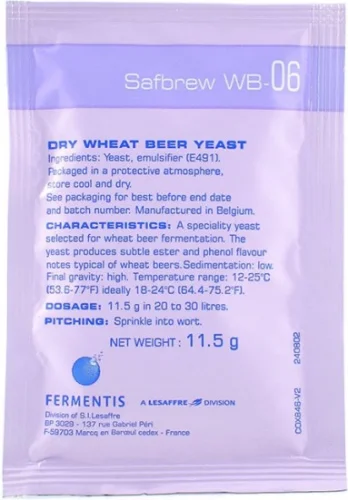 Safbrew WB-06
DRY WHEAT BEER YEAST
Ingredients: Yeast, emulsifier (E491).
Packaged in a protective atmosphere,
store cool and dry.
See packaging for best before end date
and batch number. Manufactured in Belgium.
CHARACTERISTICS: A speciality yeast
selected for wheat beer fermentation. The
yeast produces subtle ester and phenol flavour
notes typical of wheat beers. Sedimentation: low.
Final gravity: high. Temperature range: 12-25°C
(53.6-77°F) ideally 18-24°C (64.4-75.2°F).
DOSAGE: 11.5 g in 20 to 30 litres.
PITCHING: Sprinkle into wort.
NET WEIGHT: 11.5 g
FERMENTIS
A LESAFFRE DIVISION
Division of S.I.Lesaffre
BP 3029 - 137 rue Gabriel Péri
F-59703 Marcq en Barœul cedex - France
CDX846-V2
240802